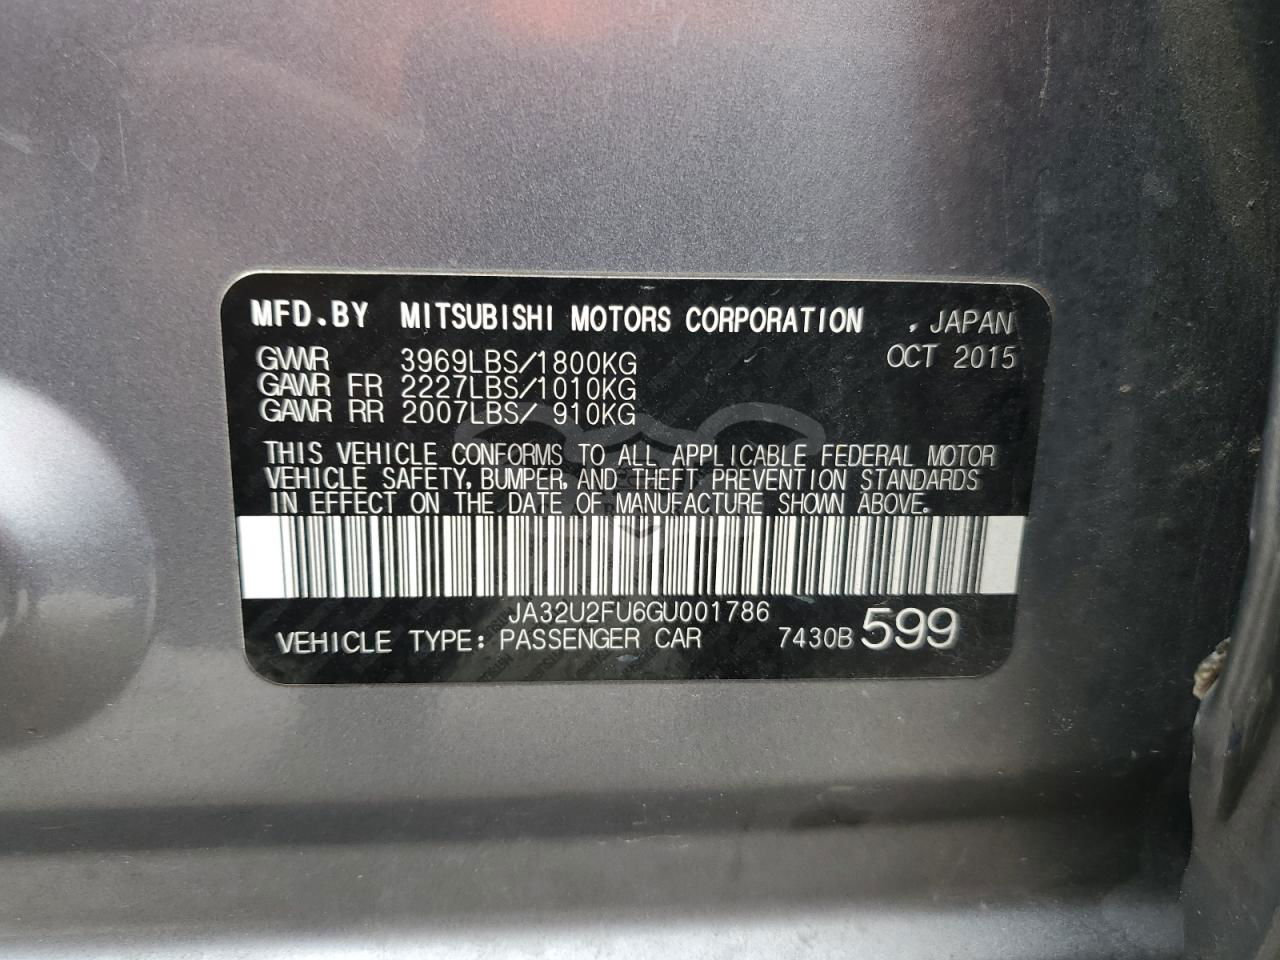 MFD.BY MITSUBISHI MOTORS CORPORATION , JAPAN
GVWR 3969LBS/1800KG OCT 2015
GAWR FR 2227LBS/1010KG
GAWR RR 2007LBS/ 910KG
THIS VEHICLE CONFORMS TO ALL APPLICABLE FEDERAL MOTOR
VEHICLE SAFETY, BUMPER, AND THEFT PREVENTION STANDARDS
IN EFFECT ON THE DATE OF MANUFACTURE SHOWN ABOVE.
JA32U2FU6GU001786
VEHICLE TYPE: PASSENGER CAR 7430B 599